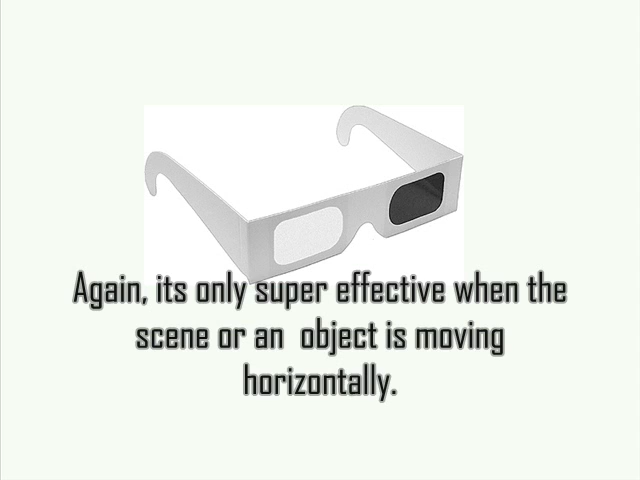 Again, its only super effective when the
scene or an  object is moving
horizontally.